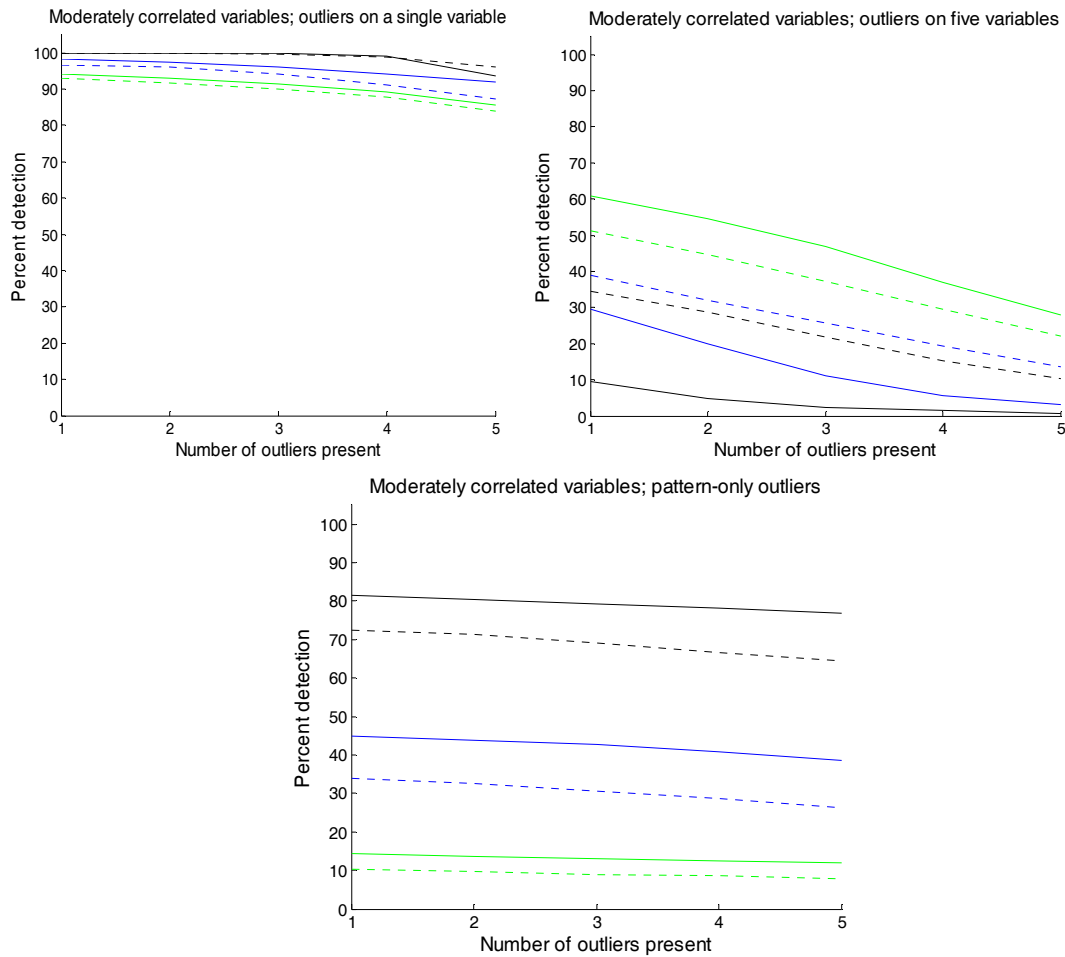 Moderately correlated variables; outliers on a single variable
100
90
80
70
60
50
40
30
20
10
0
Percent detection
1 2 3 4 5
Number of outliers present
Moderately correlated variables; outliers on five variables
100
90
80
70
60
50
40
30
20
10
0
Percent detection
1 2 3 4 5
Number of outliers present
Moderately correlated variables; pattern-only outliers
100
90
80
70
60
50
40
30
20
10
0
Percent detection
1 2 3 4 5
Number of outliers present